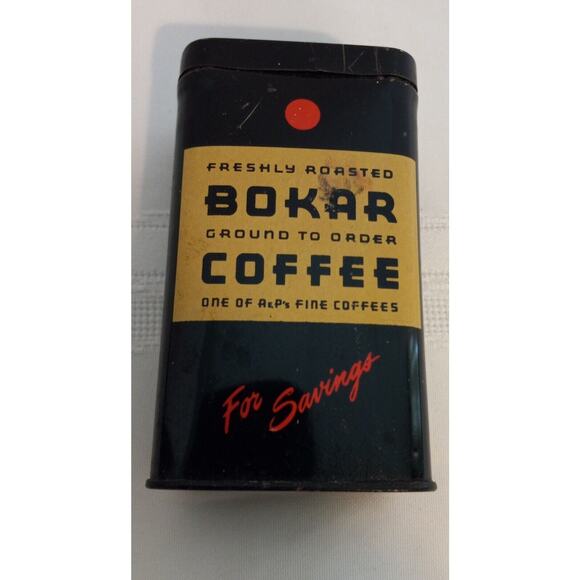 FRESHLY ROASTED
BOKAR
GROUND TO ORDER
COFFEE
ONE OF A&P's FINE COFFEES
For Savings